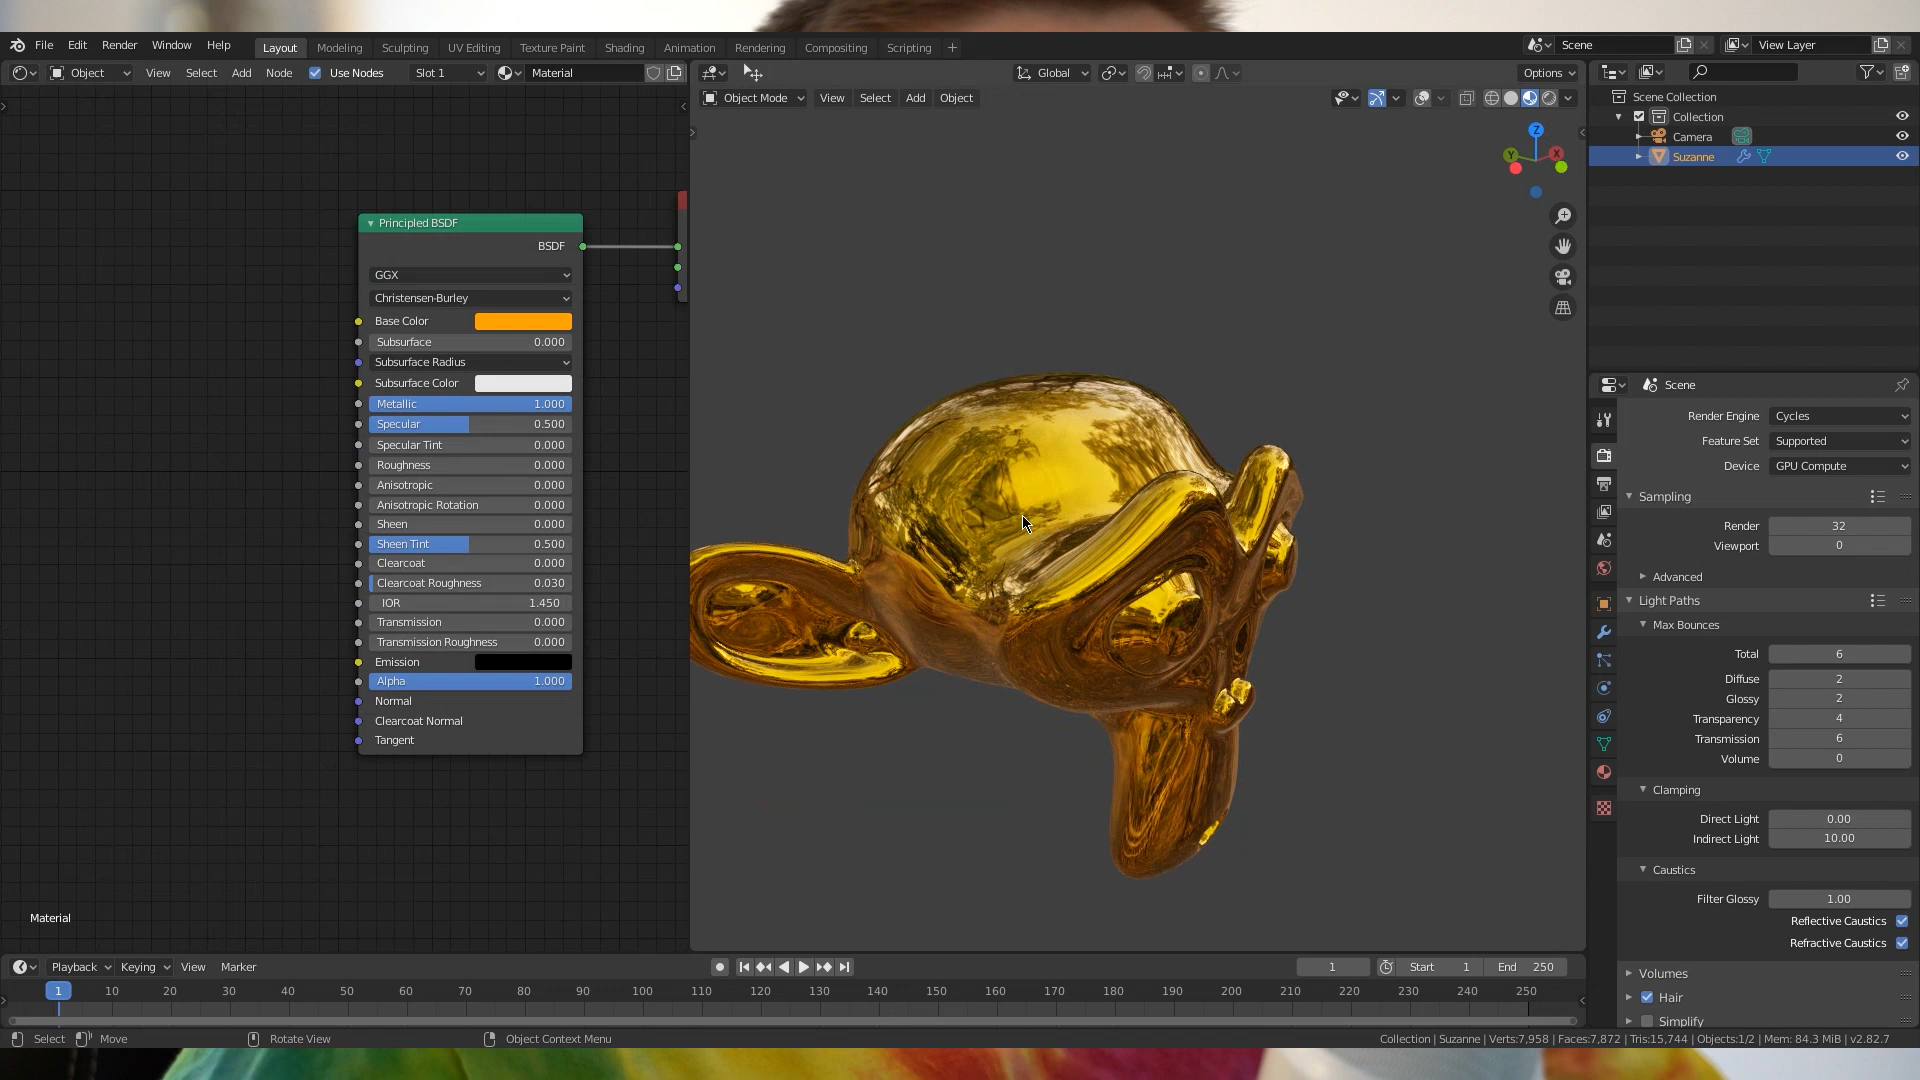 File Edit Render Window Help Layout Modeling Sculpting UV Editing Texture Paint Shading Animation Rendering Compositing Scripting + Scene View Layer
Object View Select Add Node Use Nodes Slot 1 Material Global Options
Object Mode View Select Add Object
Scene Collection
Collection
Camera
Suzanne
Z
Y X
Principled BSDF
BSDF
GGX
Christensen-Burley
Base Color
Subsurface 0.000
Subsurface Radius
Subsurface Color
Metallic 1.000
Specular 0.500
Specular Tint 0.000
Roughness 0.000
Anisotropic 0.000
Anisotropic Rotation 0.000
Sheen 0.000
Sheen Tint 0.500
Clearcoat 0.000
Clearcoat Roughness 0.030
IOR 1.450
Transmission 0.000
Transmission Roughness 0.000
Emission
Alpha 1.000
Normal
Clearcoat Normal
Tangent
Material
Scene
Render Engine Cycles
Feature Set Supported
Device GPU Compute
Sampling
Render 32
Viewport 0
Advanced
Light Paths
Max Bounces
Total 6
Diffuse 2
Glossy 2
Transparency 4
Transmission 6
Volume 0
Clamping
Direct Light 0.00
Indirect Light 10.00
Caustics
Filter Glossy 1.00
Reflective Caustics
Refractive Caustics
Volumes
Hair
Simplify
Playback Keying View Marker 1 Start 1 End 250
1 10 20 30 40 50 60 70 80 90 100 110 120 130 140 150 160 170 180 190 200 210 220 230 240 250
Select Move Rotate View Object Context Menu Collection | Suzanne | Verts:7,958 | Faces:7,872 | Tris:15,744 | Objects:1/2 | Mem: 84.3 MiB | v2.82.7